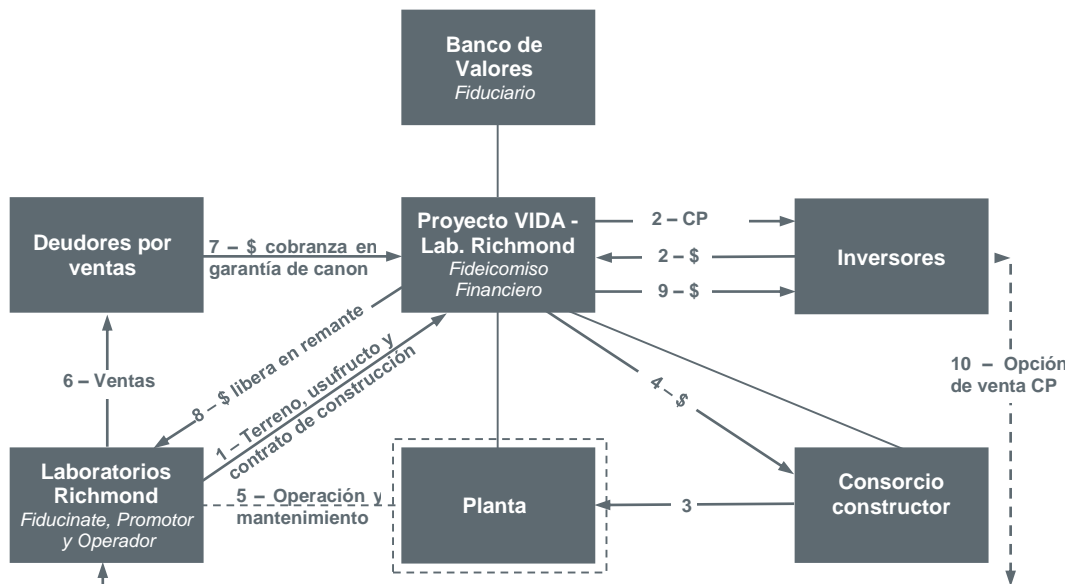 Banco de
Valores
Fiduciario
Deudores por
ventas
7 – $ cobranza en
garantía de canon
Proyecto VIDA -
Lab. Richmond
Fideicomiso
Financiero
2 – CP
2 – $
9 – $
Inversores
6 – Ventas
8 – $ libera en remante
1 – Terreno, usufructo y
contrato de construcción
4 – $
10 – Opción
de venta CP
Laboratorios
Richmond
Fiducinate, Promotor
y Operador
5 – Operación y
mantenimiento
Planta
3
Consorcio
constructor